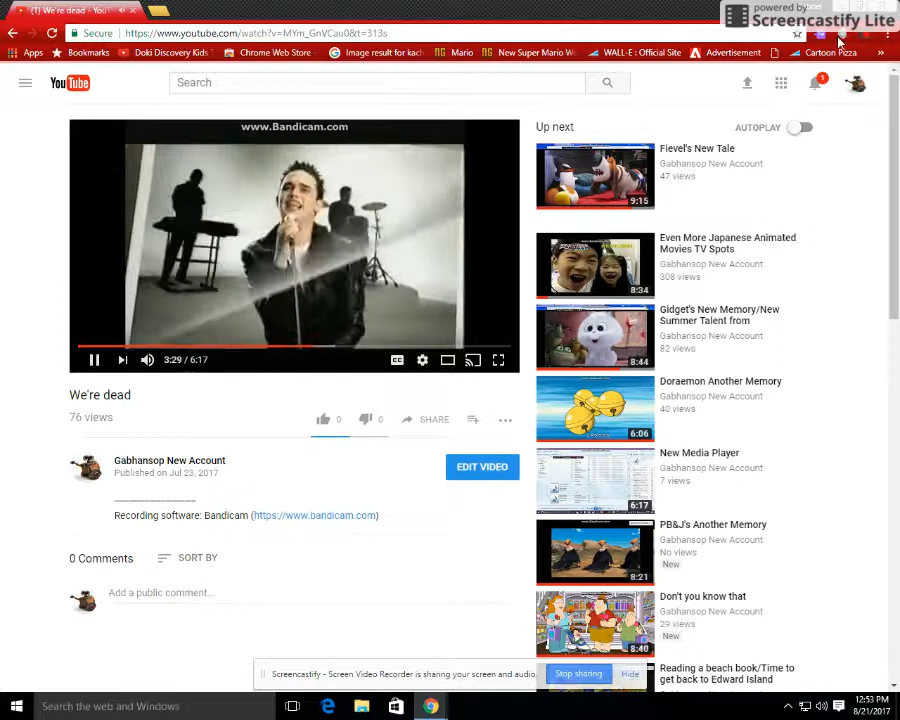 (1) We're dead - You
powered by
Screencastify Lite
Secure https://www.youtube.com/watch?v=MYm_GnVCau0&t=313s
Apps Bookmarks Doki Discovery Kids Chrome Web Store Image result for kach Mario New Super Mario Wo WALL-E : Official Site Advertisement Cartoon Pizza »
YouTube
Search
1
www.Bandicam.com
3:29 / 6:17
CC
We're dead
76 views
0 0 SHARE
Gabhansop New Account
Published on Jul 23, 2017
EDIT VIDEO
Recording software: Bandicam (https://www.bandicam.com)
0 Comments SORT BY
Add a public comment...
Up next AUTOPLAY
Fievel's New Tale
Gabhansop New Account
47 views
9:15
Even More Japanese Animated
Movies TV Spots
Gabhansop New Account
308 views
8:34
Gidget's New Memory/New
Summer Talent from
Gabhansop New Account
82 views
8:44
Doraemon Another Memory
Gabhansop New Account
40 views
6:06
New Media Player
Gabhansop New Account
7 views
6:17
PB&J's Another Memory
Gabhansop New Account
No views
New
8:21
Don't you know that
Gabhansop New Account
29 views
New
8:40
Reading a beach book/Time to
get back to Edward Island
Screencastify - Screen Video Recorder is sharing your screen and audio. Stop sharing Hide
Search the web and Windows
12:53 PM
8/21/2017